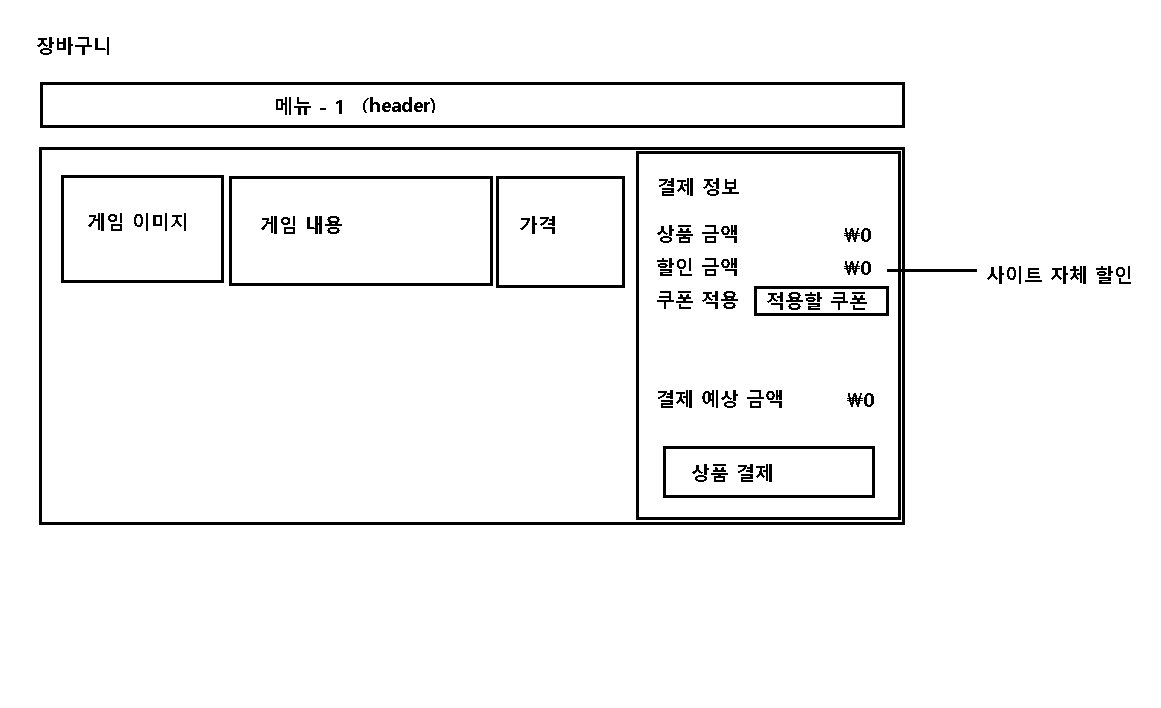 장바구니
메뉴 - 1 (header)
게임 이미지
게임 내용
가격
결제 정보
상품 금액 ₩0
할인 금액 ₩0
사이트 자체 할인
쿠폰 적용 적용할 쿠폰
결제 예상 금액 ₩0
상품 결제